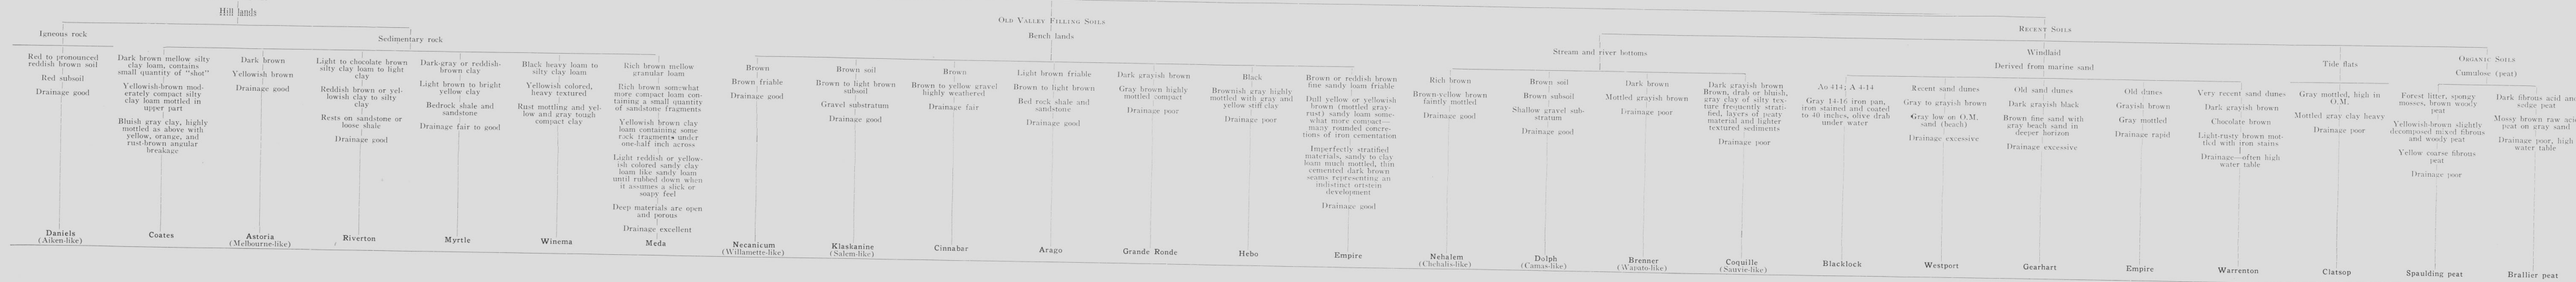 Hill lands
Igneous rock
Sedimentary rock
Red to pronounced
reddish brown soil
Red subsoil
Drainage good
Daniels
(Aiken-like)
Dark brown mellow silty
clay loam, contains
small quantity of "shot"
Yellowish-brown mod-
erately compact silty
clay loam mottled in
upper part
Bluish gray clay, highly
mottled as above with
yellow, orange, and
rust-brown angular
breakage
Coates
Dark brown
Yellowish brown
Drainage good
Astoria
(Melbourne-like)
Light to chocolate brown
silty clay loam to light
clay
Reddish brown or yel-
lowish clay to silty
clay
Rests on sandstone or
loose shale
Drainage good
Riverton
Dark-gray or reddish-
brown clay
Light brown to bright
yellow clay
Bedrock shale and
sandstone
Drainage fair to good
Myrtle
Black heavy loam to
silty clay loam
Yellowish colored,
heavy textured
Rust mottling and yel-
low and gray tough
compact clay
Winema
Rich brown mellow
granular loam
Rich brown somewhat
more compact loam con-
taining a small quantity
of sandstone fragments
Yellowish brown clay
loam containing some
rock fragments under
one-half inch across
Light reddish or yellow-
ish colored sandy clay
loam like sandy loam
until rubbed down when
it assumes a slick or
soapy feel
Deep materials are open
and porous
Drainage excellent
Meda
Old Valley Filling Soils
Bench lands
Brown
Brown friable
Drainage good
Necanicum
(Willamette-like)
Brown soil
Brown to light brown
subsoil
Gravel substratum
Drainage good
Klaskanine
(Salem-like)
Brown
Brown to yellow gravel
highly weathered
Drainage fair
Cinnabar
Light brown friable
Brown to light brown
Bed rock shale and
sandstone
Drainage good
Arago
Dark grayish brown
Gray brown highly
mottled compact
Drainage poor
Grande Ronde
Black
Brownish gray highly
mottled with gray and
yellow stiff clay
Drainage poor
Hebo
Brown or reddish brown
fine sandy loam friable
Dull yellow or yellowish
brown (mottled gray-
rust) sandy loam some-
what more compact—
many rounded concre-
tions of iron cementation
Imperfectly stratified
materials, sandy to clay
loam much mottled, thin
cemented dark brown
seams representing an
indistinct ortstein
development
Drainage good
Empire
Recent Soils
Stream and river bottoms
Rich brown
Brown-yellow brown
faintly mottled
Drainage good
Nehalem
(Chehalis-like)
Brown soil
Brown subsoil
Shallow gravel sub-
stratum
Drainage good
Dolph
(Camas-like)
Dark brown
Mottled grayish brown
Drainage poor
Brenner
(Wapato-like)
Dark grayish brown
Brown, drab or bluish,
gray clay of silty tex-
ture frequently strati-
fied, layers of peaty
material and lighter
textured sediments
Drainage poor
Coquille
(Sauvie-like)
Windlaid
Derived from marine sand
Ao 414; A 4-14
Gray 14-16 iron pan,
iron stained and coated
to 40 inches, olive drab
under water
Blacklock
Recent sand dunes
Gray to grayish brown
Gray low on O.M.
sand (beach)
Drainage excessive
Westport
Old sand dunes
Dark grayish black
Brown fine sand with
gray beach sand in
deeper horizon
Drainage excessive
Gearhart
Old dunes
Grayish brown
Gray mottled
Drainage rapid
Empire
Very recent sand dunes
Dark grayish brown
Chocolate brown
Light-rusty brown mot-
tled with iron stains
Drainage—often high
water table
Warrenton
Tide flats
Gray mottled, high in
O.M.
Mottled gray clay heavy
Drainage poor
Clatsop
Organic Soils
Cumulose (peat)
Forest litter, spongy
mosses, brown woody
peat
Yellowish-brown slightly
decomposed mixed fibrous
and woody peat
Yellow coarse fibrous
peat
Drainage poor
Spaulding peat
Dark fibrous acid and
sedge peat
Mossy brown raw acid
peat on gray sand
Drainage poor, high
water table
Brallier peat